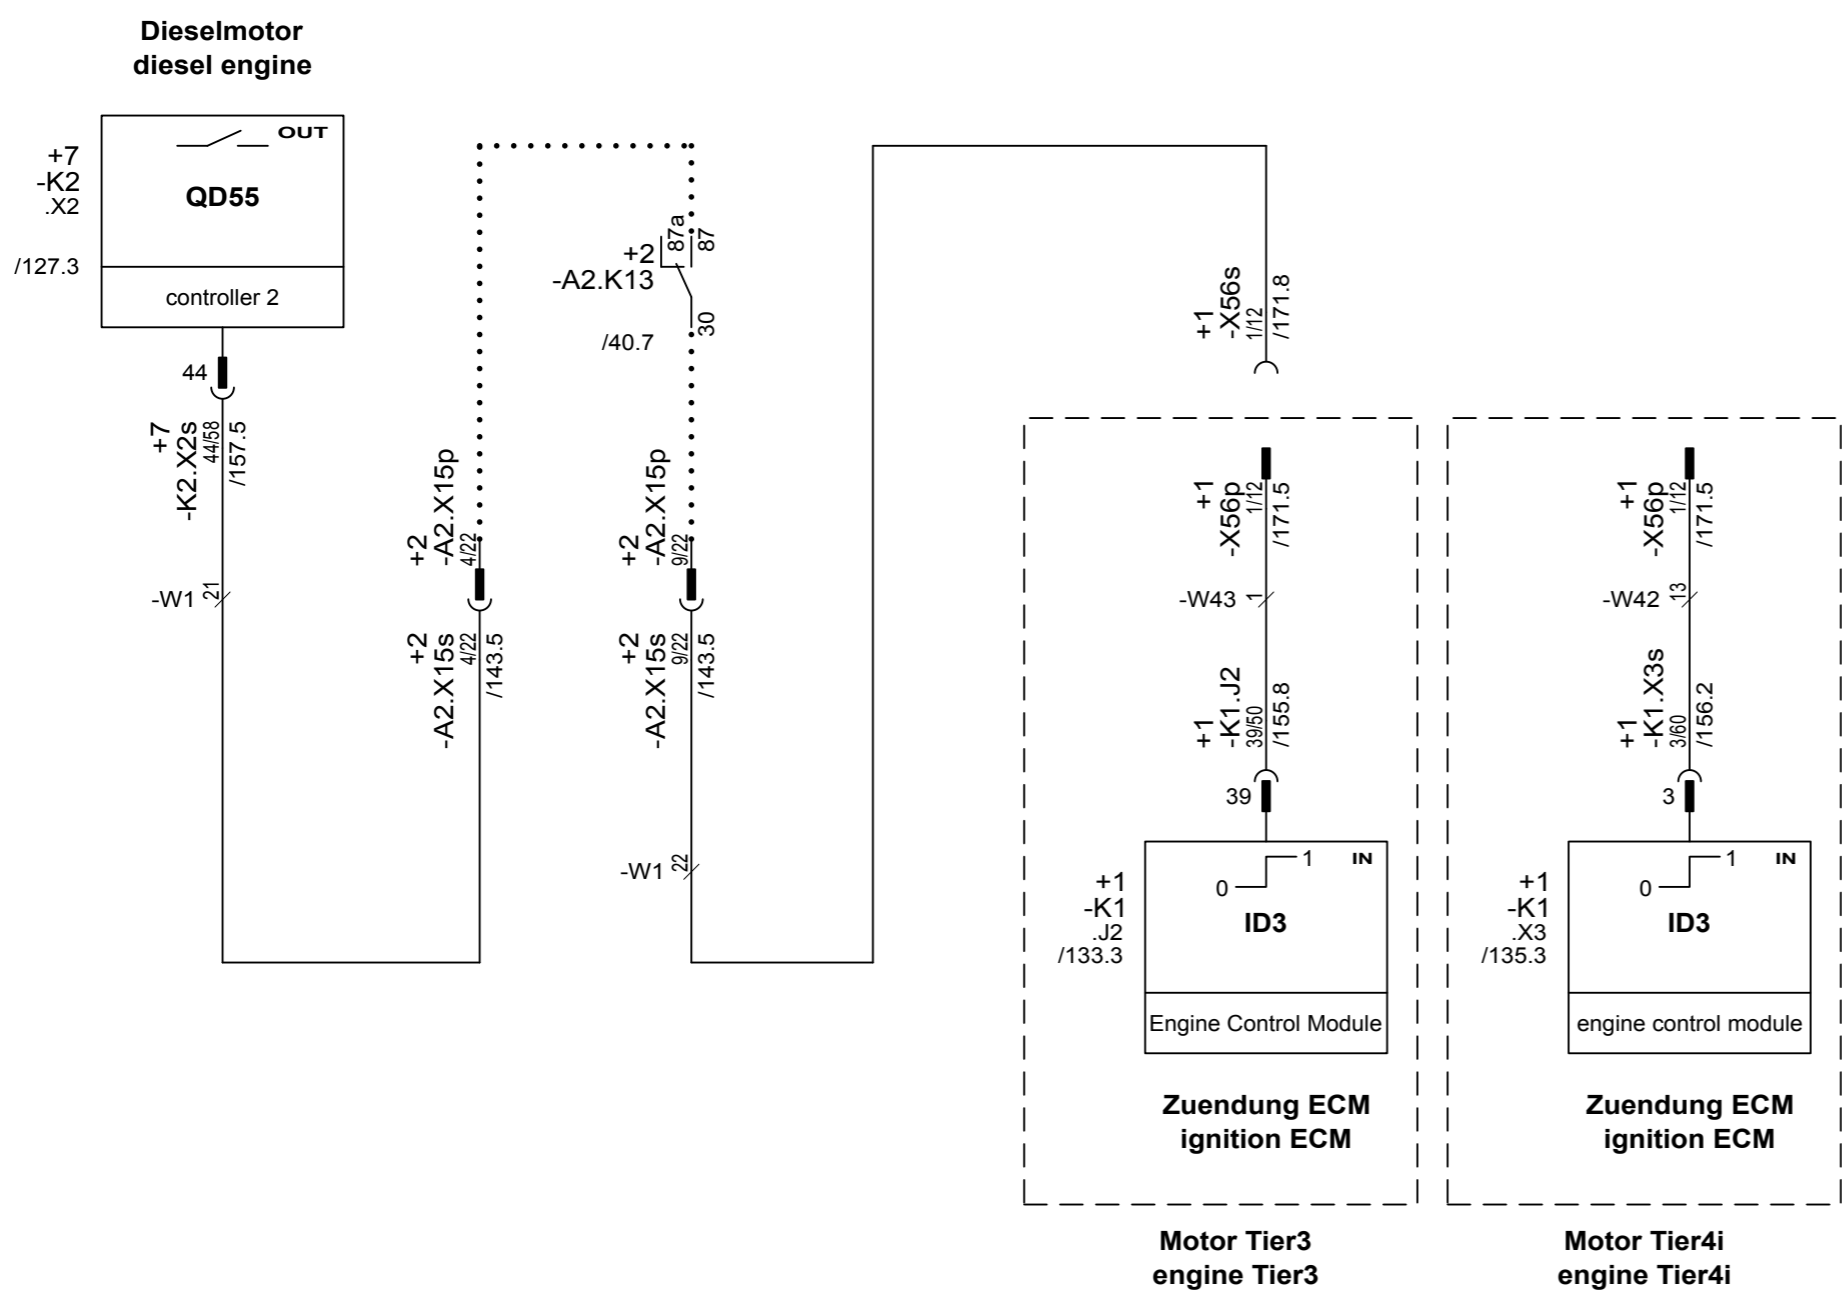 Dieselmotor
diesel engine
OUT
+7
-K2
.X2
QD55
/127.3
controller 2
44
+7
-K2.X2s
44/58
/157.5
-W1
21
+2
-A2.X15p
4/22
+2
-A2.X15s
4/22
/143.5
+2
-A2.K13
87a
87
30
/40.7
+2
-A2.X15p
9/22
+2
-A2.X15s
9/22
/143.5
-W1
22
+1
-X56s
1/12
/171.8
+1
-X56p
1/12
/171.5
-W43
1
+1
-K1.J2
39/50
/155.8
39
0
1
IN
+1
-K1
.J2
/133.3
ID3
Engine Control Module
Zuendung ECM
ignition ECM
Motor Tier3
engine Tier3
+1
-X56p
1/12
/171.5
-W42
13
+1
-K1.X3s
3/60
/156.2
3
0
1
IN
+1
-K1
.X3
/135.3
ID3
engine control module
Zuendung ECM
ignition ECM
Motor Tier4i
engine Tier4i